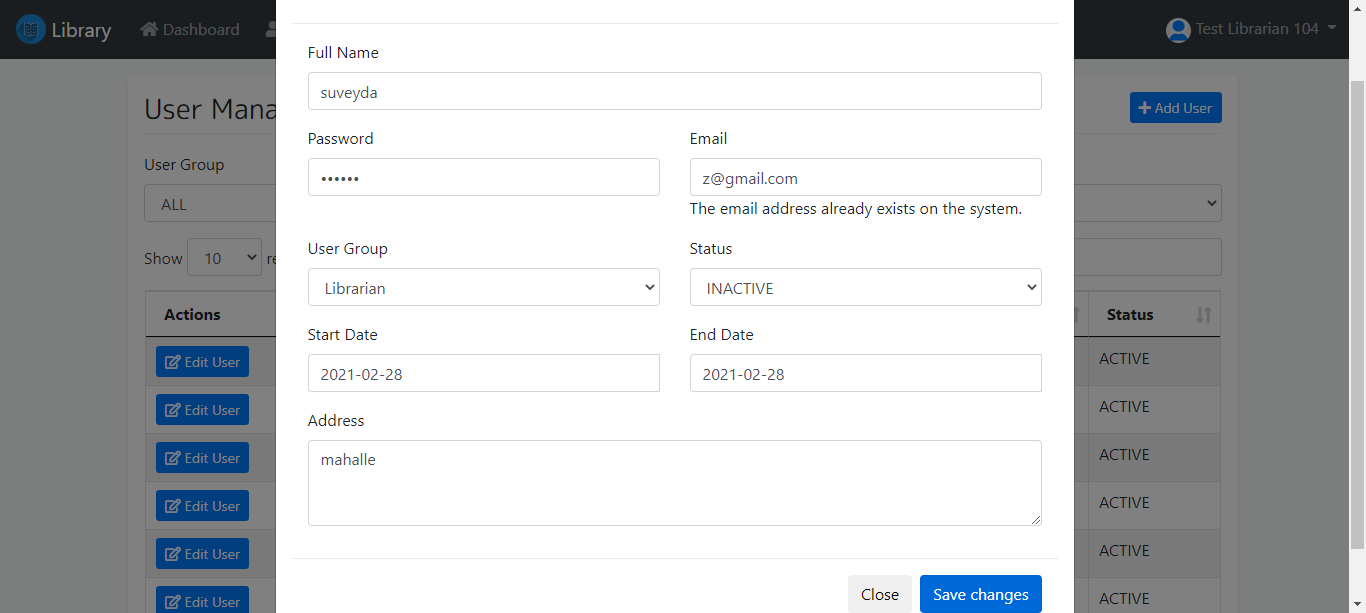 Library Dashboard Test Librarian 104
User Mana
Add User
User Group
ALL
Show 10 re
Actions
Status
Edit User ACTIVE
Edit User ACTIVE
Edit User ACTIVE
Edit User ACTIVE
Edit User ACTIVE
Edit User ACTIVE
Full Name
suveyda
Password Email
•••••• z@gmail.com
The email address already exists on the system.
User Group Status
Librarian INACTIVE
Start Date End Date
2021-02-28 2021-02-28
Address
mahalle
Close Save changes